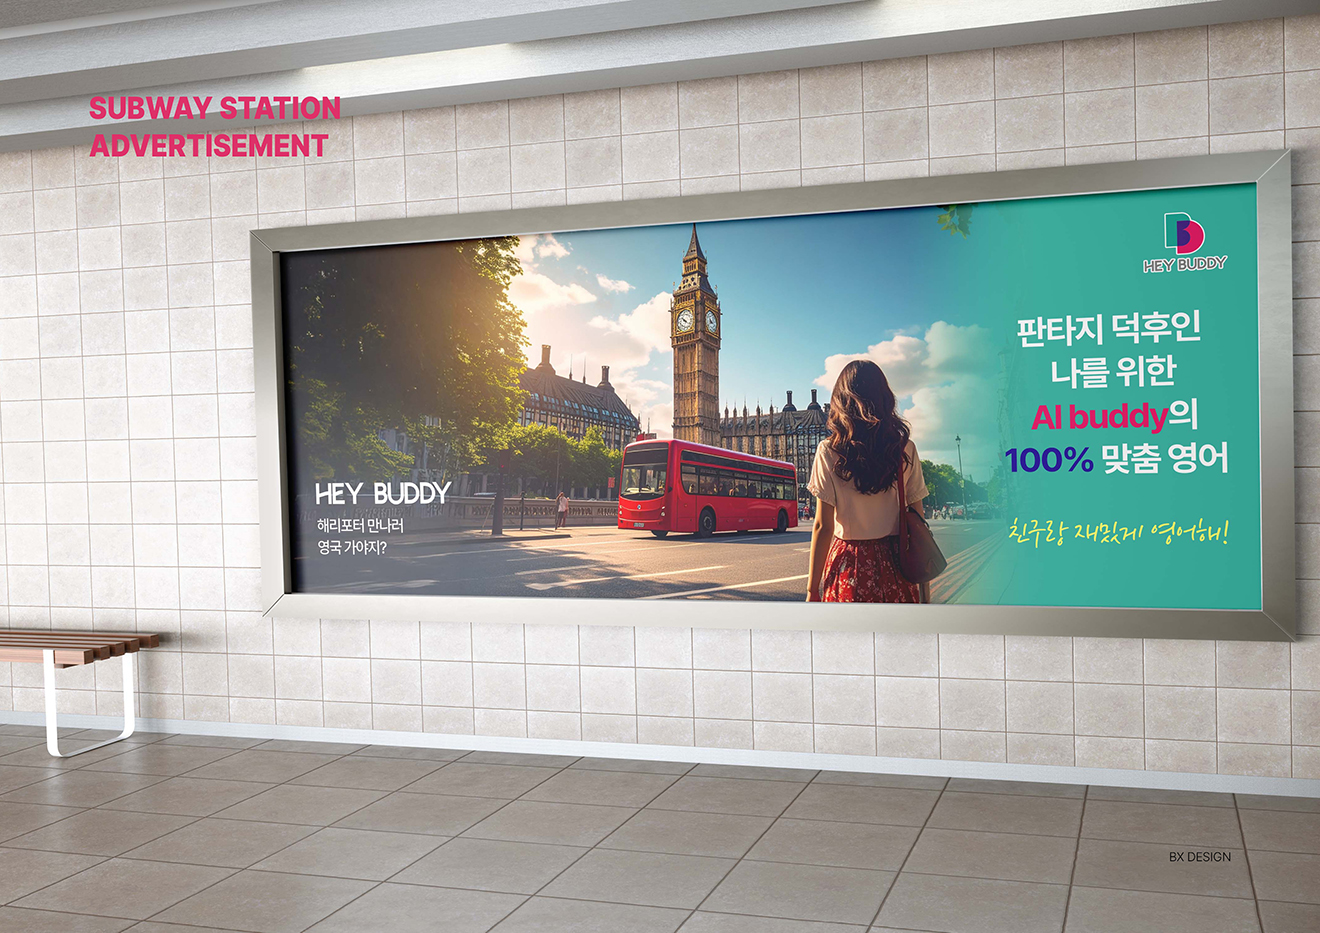 SUBWAY STATION
ADVERTISEMENT
HEY BUDDY
판타지 덕후인
나를 위한
AI buddy의
100% 맞춤 영어
친구랑 재밌게 영어해!
HEY BUDDY
해리포터 만나러
영국 가야지?
BX DESIGN